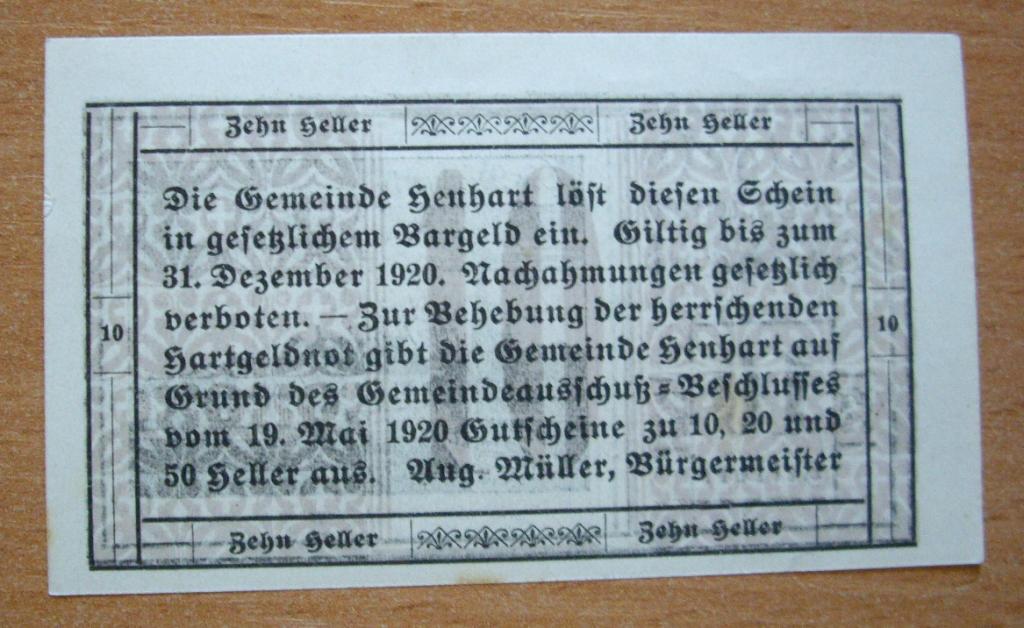 Zehn Heller Zehn Heller
Die Gemeinde Henhart löst diesen Schein
in gesetzlichem Bargeld ein. Giltig bis zum
31. Dezember 1920. Nachahmungen gesetzlich
verboten. — Zur Behebung der herrschenden
10 10
Hartgeldnot gibt die Gemeinde Henhart auf
Grund des Gemeindeausschuß-Beschlusses
vom 19. Mai 1920 Gutscheine zu 10, 20 und
50 Heller aus. Aug. Müller, Bürgermeister
Zehn Heller Zehn Heller